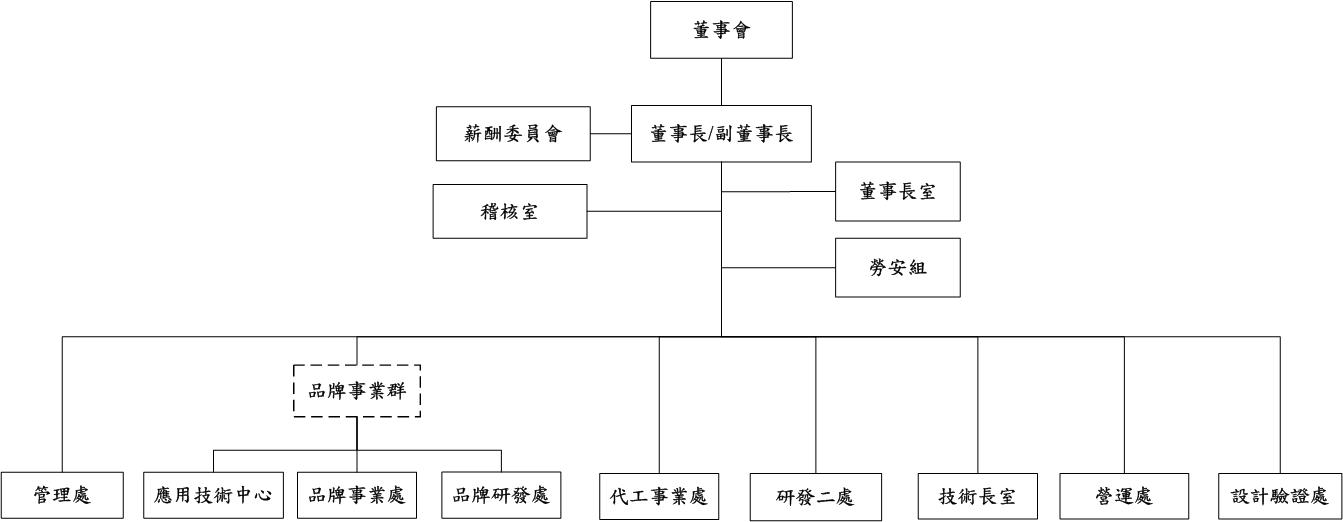 董事會
薪酬委員會
董事長/副董事長
董事長室
稽核室
勞安組
品牌事業群
管理處
應用技術中心
品牌事業處
品牌研發處
代工事業處
研發二處
技術長室
營運處
設計驗證處